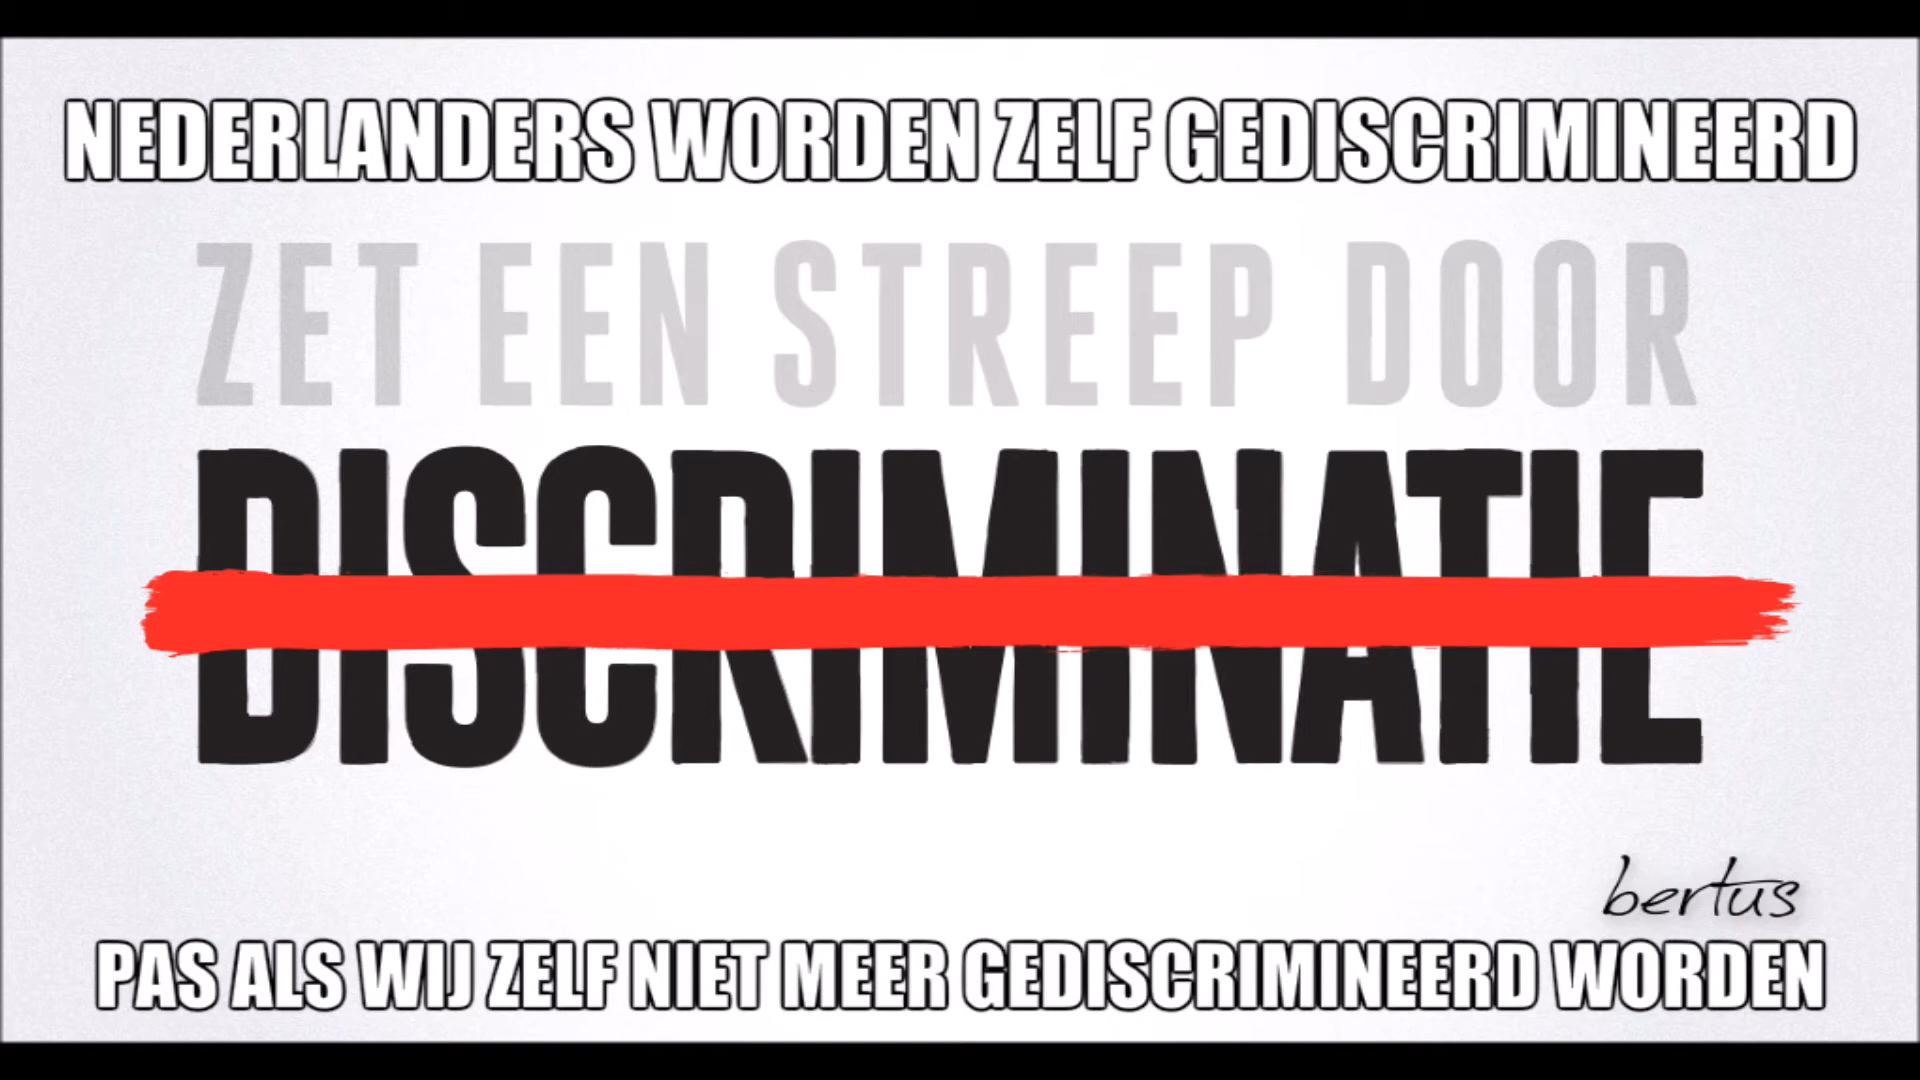 NEDERLANDERS WORDEN ZELF GEDISCRIMINEERD
ZET EEN STREEP DOOR
DISCRIMINATIE
bertus
PAS ALS WIJ ZELF NIET MEER GEDISCRIMINEERD WORDEN